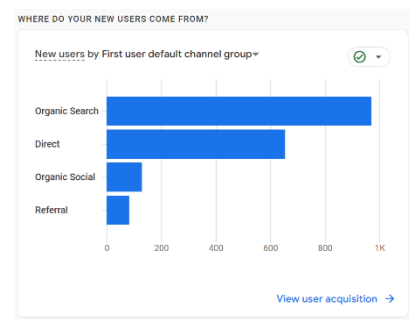 WHERE DO YOUR NEW USERS COME FROM?
New users by First user default channel group
Organic Search
Direct
Organic Social
Referral
0 200 400 600 800 1K
View user acquisition →